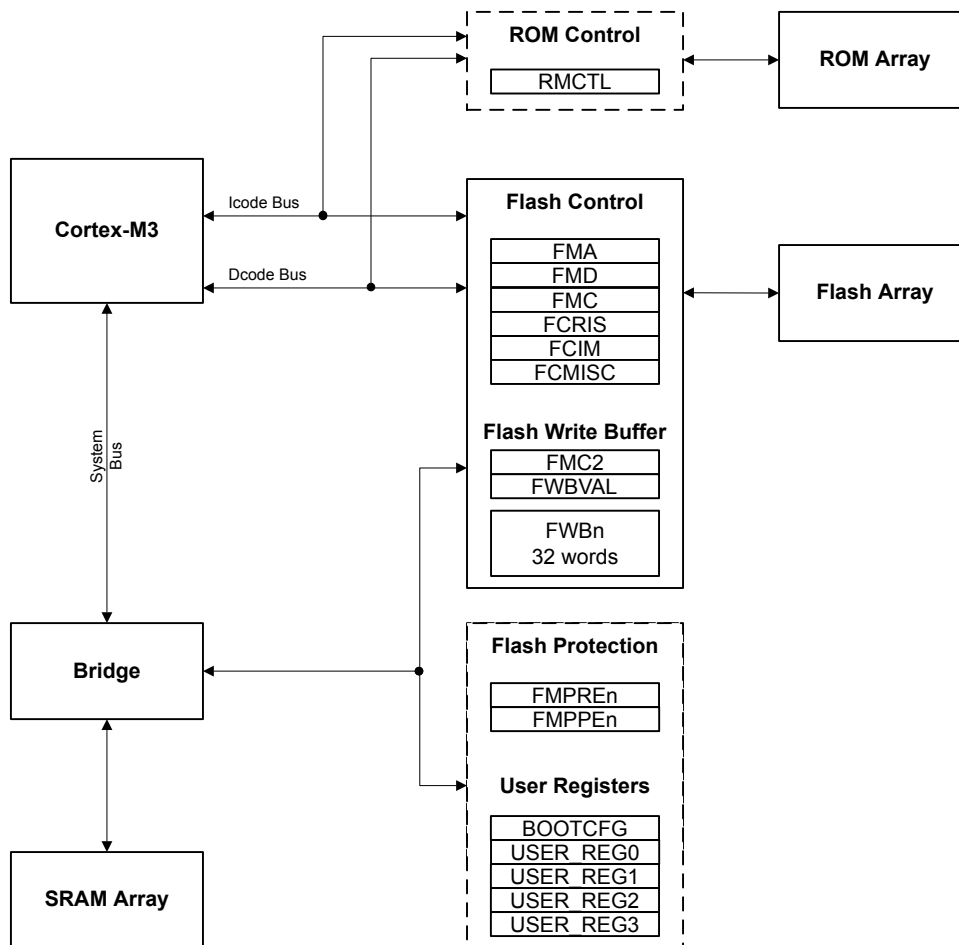 ROM Control
RMCTL
ROM Array
Cortex-M3
Icode Bus
Dcode Bus
Flash Control
FMA
FMD
FMC
FCRIS
FCIM
FCMISC
Flash Array
System
Bus
Flash Write Buffer
FMC2
FWBVAL
FWBn
32 words
Bridge
Flash Protection
FMPREn
FMPPEn
User Registers
BOOTCFG
USER_REG0
USER_REG1
USER_REG2
USER_REG3
SRAM Array